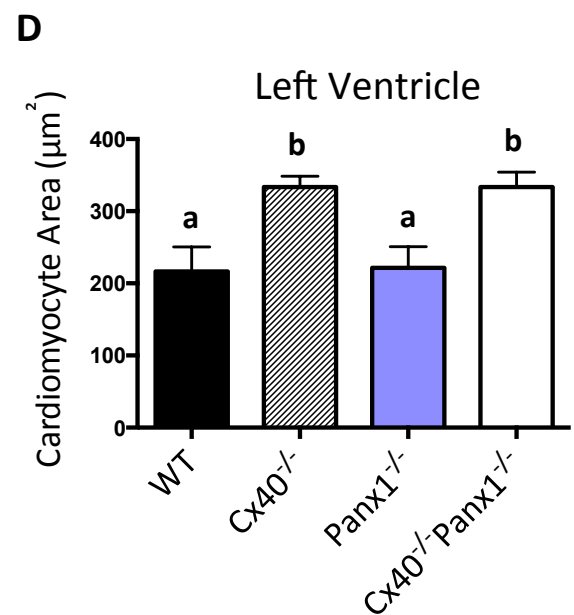 D
Left Ventricle
Cardiomyocyte Area (µm²)
400
300
200
100
0
a
b
a
b
WT
Cx40-/-
Panx1-/-
Cx40-/-Panx1-/-